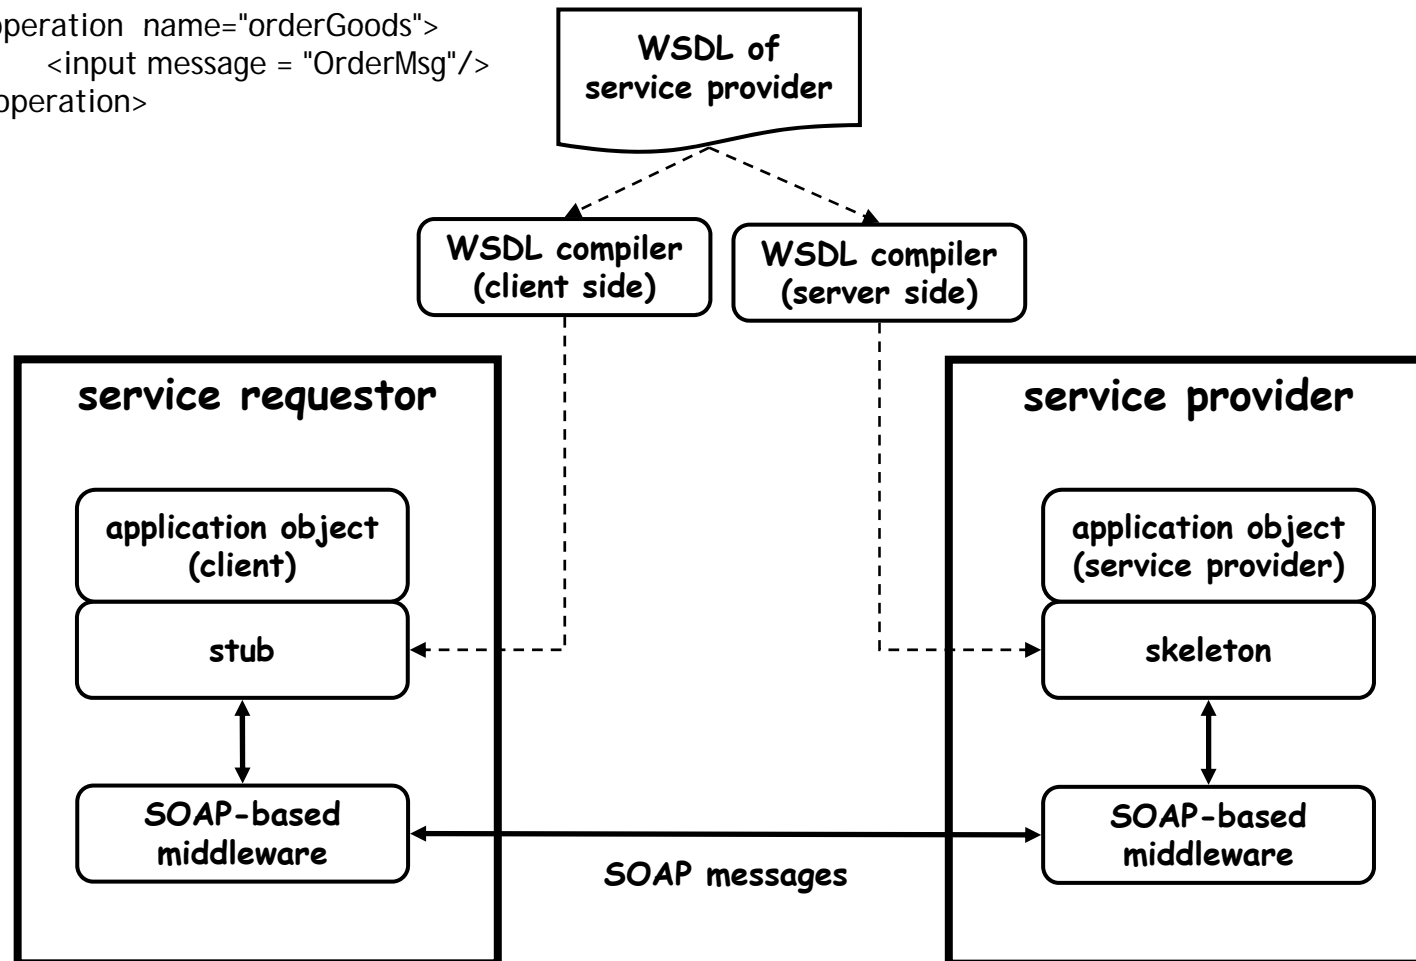 operation name="orderGoods">
<input message = "OrderMsg"/>
operation>
WSDL of
service provider
WSDL compiler
(client side)
WSDL compiler
(server side)
service requestor
service provider
application object
(client)
application object
(service provider)
stub
skeleton
SOAP-based
middleware
SOAP-based
middleware
SOAP messages